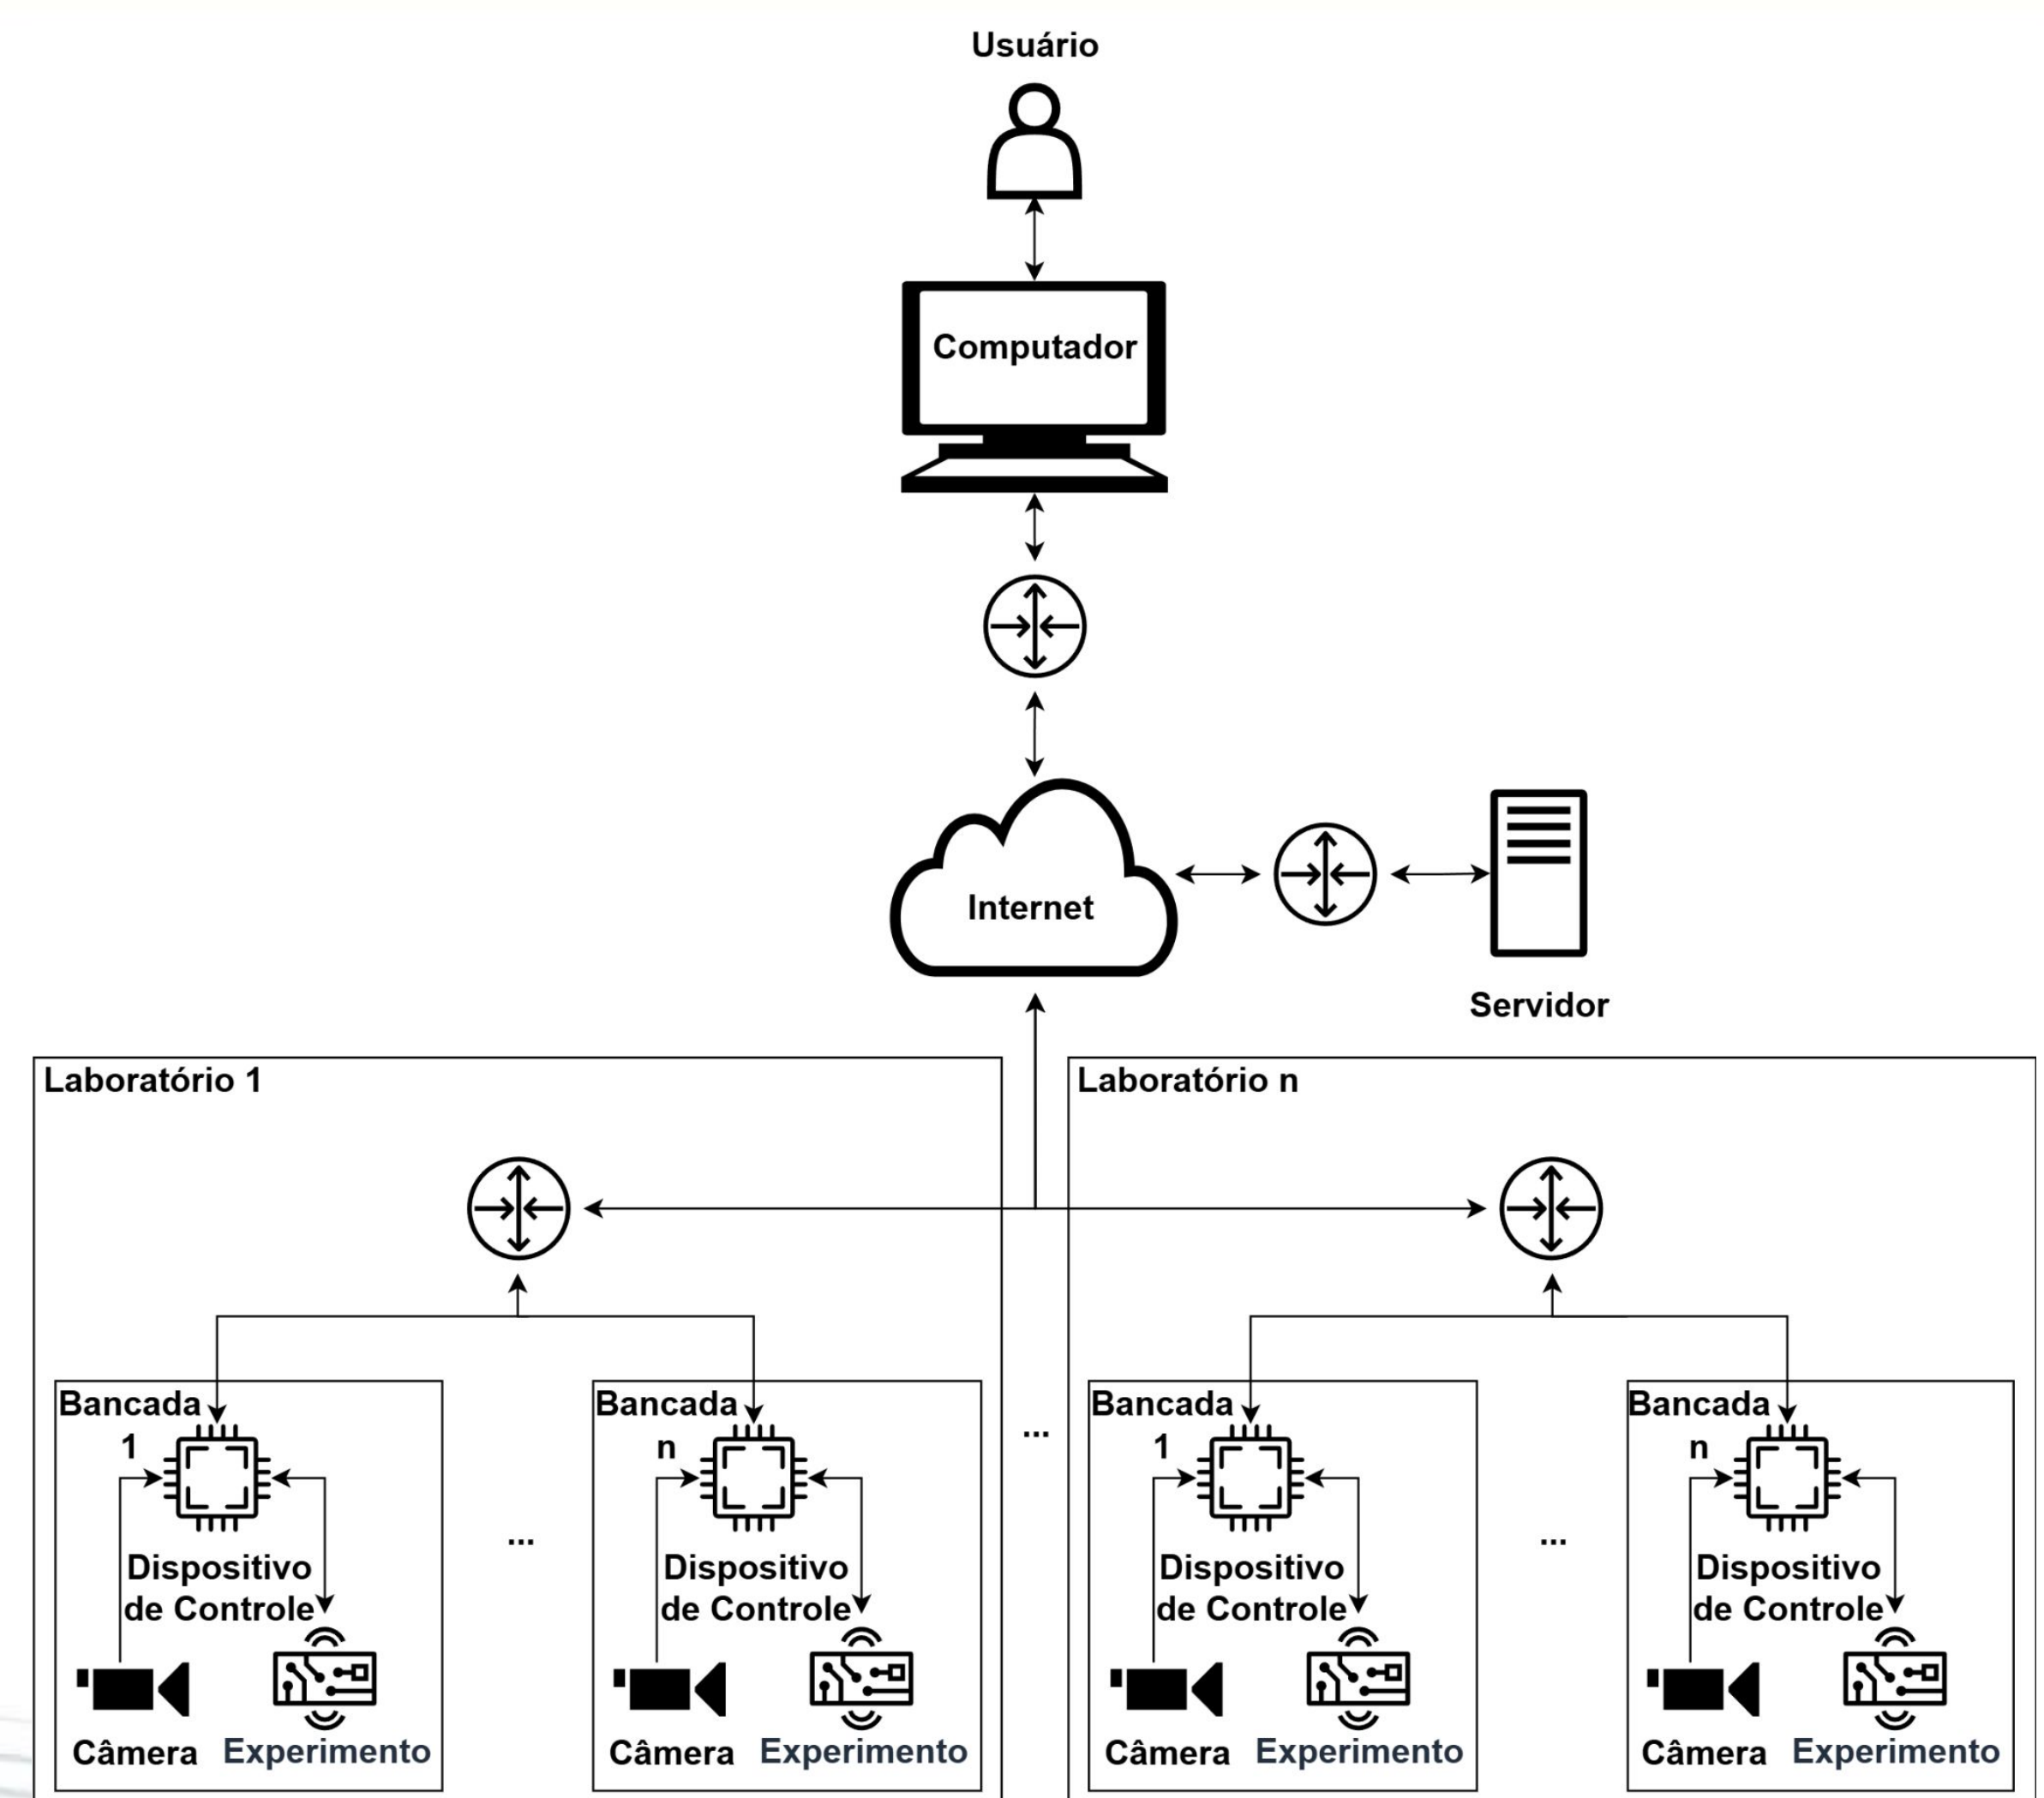 Usuário
Computador
Internet
Servidor
Laboratório 1
Laboratório n
Bancada
1
Dispositivo
de Controle
Câmera
Experimento
...
Bancada
n
Dispositivo
de Controle
Câmera
Experimento
...
Bancada
1
Dispositivo
de Controle
Câmera
Experimento
...
Bancada
n
Dispositivo
de Controle
Câmera
Experimento